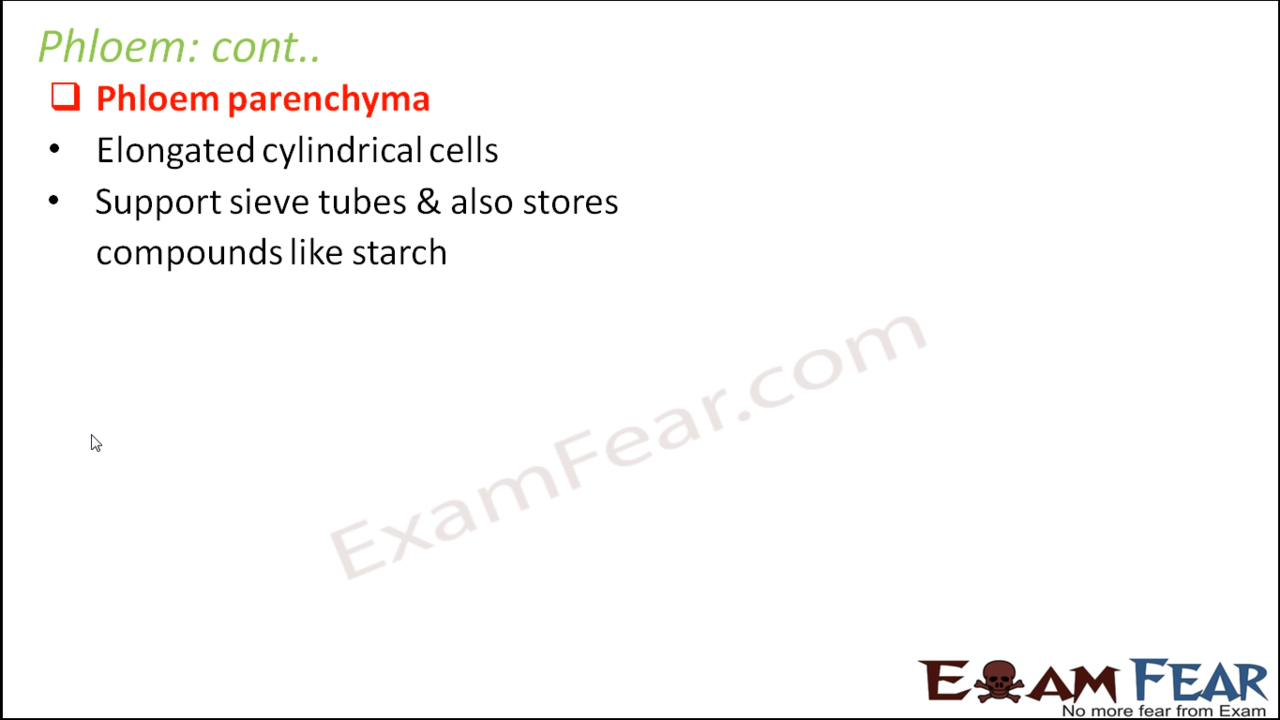 Phloem: cont..
Phloem parenchyma
• Elongated cylindrical cells
• Support sieve tubes & also stores
compounds like starch
ExamFear.com
EXAM FEAR
No more fear from Exam